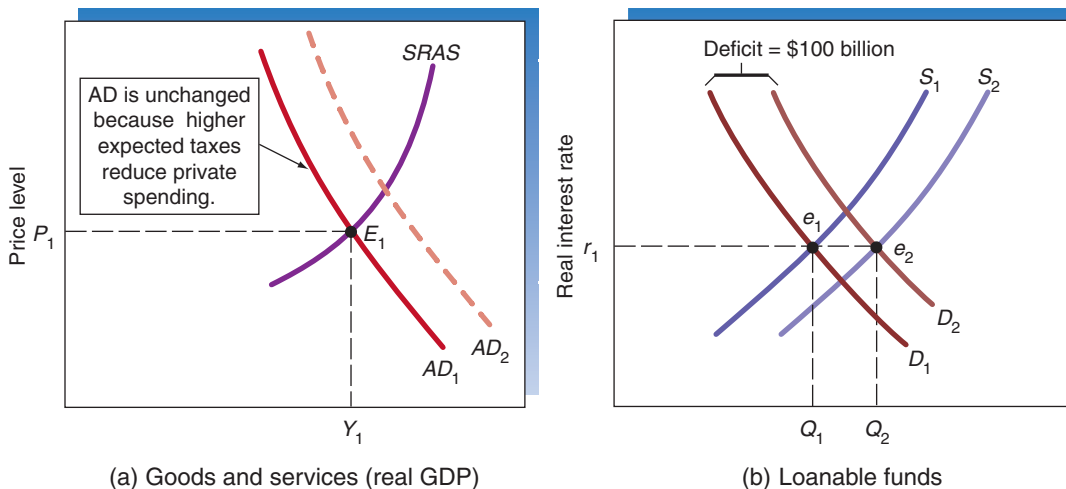 Price level
AD is unchanged
because higher
expected taxes
reduce private
spending.
SRAS
P1
E1
AD2
AD1
Y1
(a) Goods and services (real GDP)
Real interest rate
Deficit = $100 billion
S1
S2
e1
r1
e2
D2
D1
Q1
Q2
(b) Loanable funds